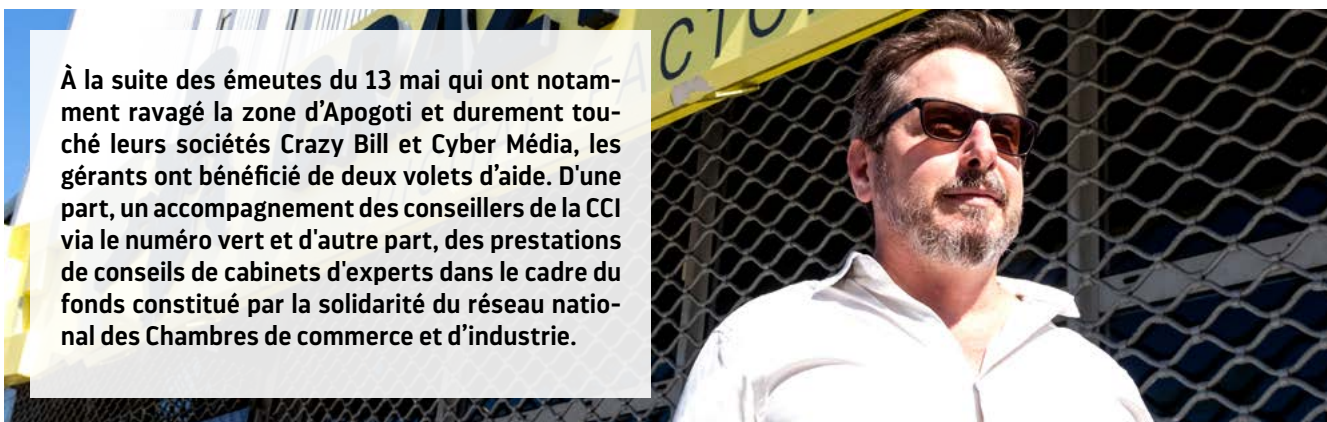 À la suite des émeutes du 13 mai qui ont notam-
ment ravagé la zone d’Apogoti et durement tou-
ché leurs sociétés Crazy Bill et Cyber Média, les
gérants ont bénéficié de deux volets d’aide. D'une
part, un accompagnement des conseillers de la CCI
via le numéro vert et d'autre part, des prestations
de conseils de cabinets d'experts dans le cadre du
fonds constitué par la solidarité du réseau natio-
nal des Chambres de commerce et d’industrie.